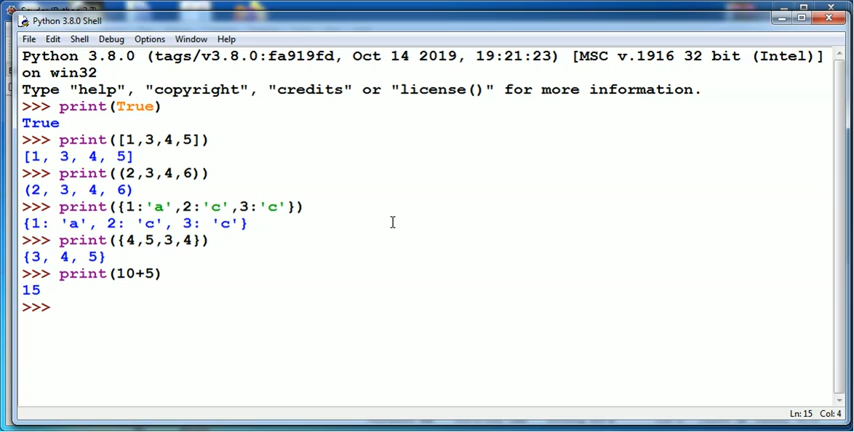 Python 3.8.0 Shell
File Edit Shell Debug Options Window Help
Python 3.8.0 (tags/v3.8.0:fa919fd, Oct 14 2019, 19:21:23) [MSC v.1916 32 bit (Intel)]
on win32
Type "help", "copyright", "credits" or "license()" for more information.
>>> print(True)
True
>>> print([1,3,4,5])
[1, 3, 4, 5]
>>> print((2,3,4,6))
(2, 3, 4, 6)
>>> print({1:'a',2:'c',3:'c'})
{1: 'a', 2: 'c', 3: 'c'}
>>> print({4,5,3,4})
{3, 4, 5}
>>> print(10+5)
15
>>>
Ln: 15 Col: 4